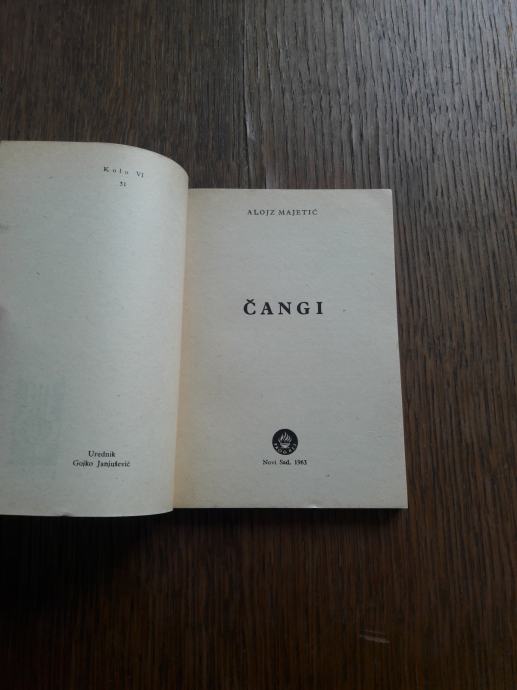 Kolo VI
31
Urednik
Gojko Janjušević
ALOJZ MAJETIĆ
ČANGI
Novi Sad, 1963